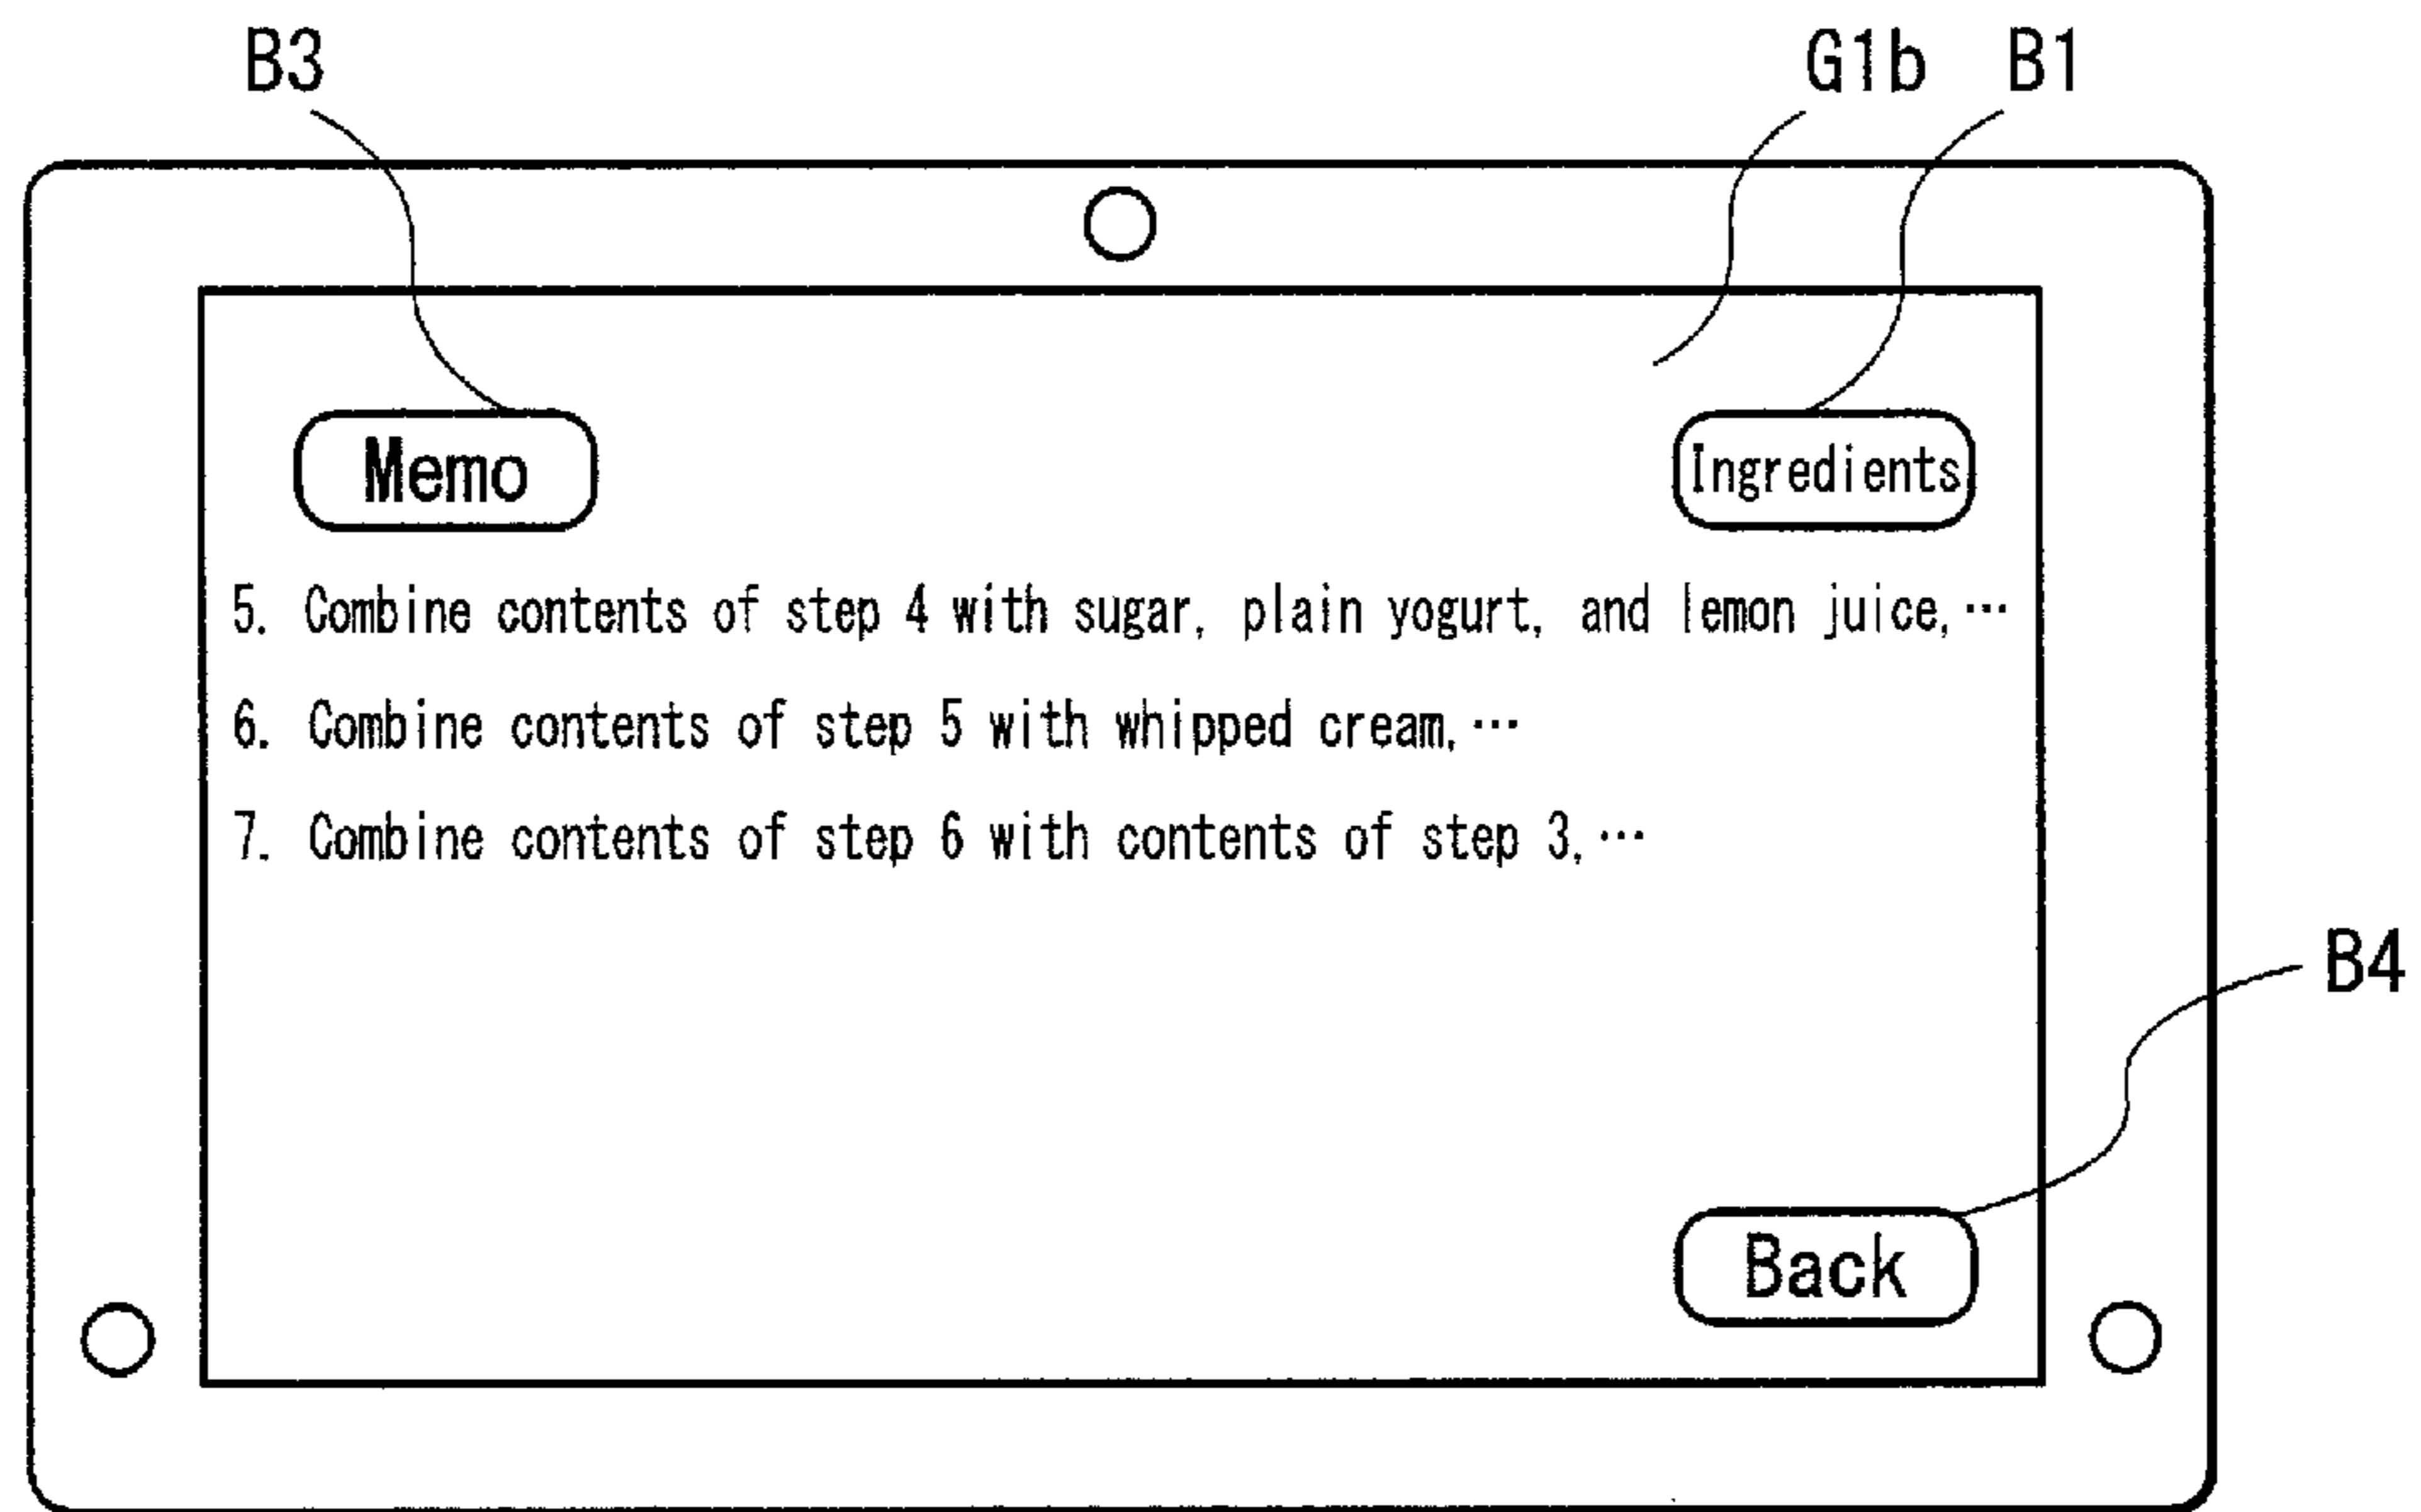 B3 G1b B1
Memo Ingredients
5. Combine contents of step 4 with sugar, plain yogurt, and lemon juice,…
6. Combine contents of step 5 with whipped cream,…
7. Combine contents of step 6 with contents of step 3,…
B4
Back